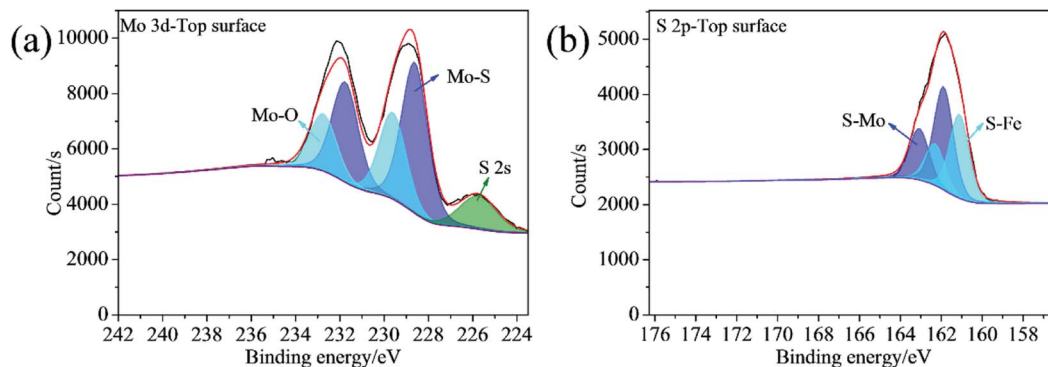 (a)
Mo 3d-Top surface
10000
8000
6000
4000
2000
0
Count/s
Mo-O
Mo-S
S 2s
242 240 238 236 234 232 230 228 226 224
Binding energy/eV
(b)
S 2p-Top surface
5000
4000
3000
2000
1000
0
Count/s
S-Mo
S-Fe
176 174 172 170 168 166 164 162 160 158
Binding energy/eV